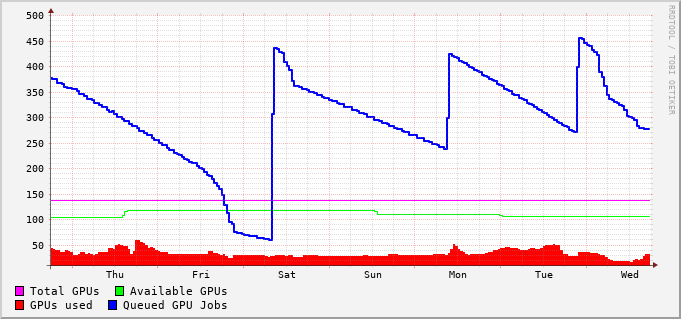 500
450
400
350
300
250
200
150
100
50
Thu Fri Sat Sun Mon Tue Wed
Total GPUs Available GPUs
GPUs used Queued GPU Jobs
RRDTOOL / TOBI OETIKER